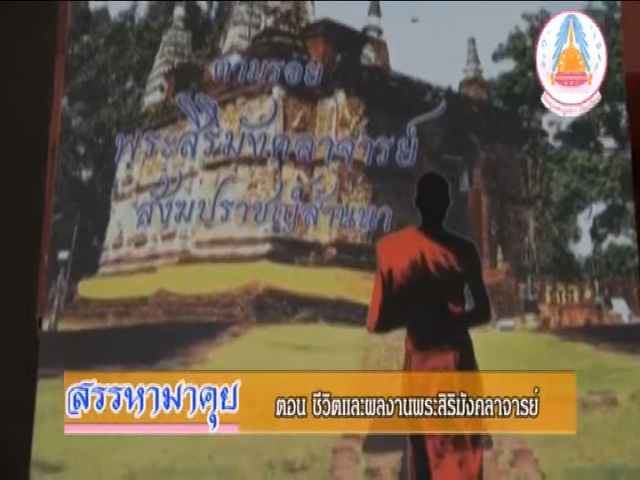 ตามรอย
พระสิริมังคลาจารย์
สังฆปราชญ์ล้านนา
สรรหามาคุย
ตอน ชีวิตและผลงานพระสิริมังคลาจารย์